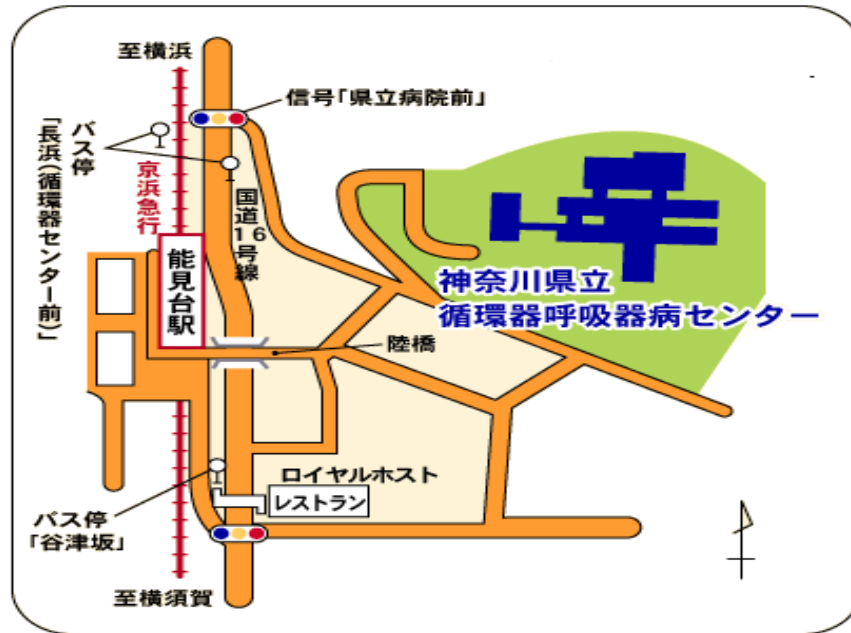 至横浜
信号「県立病院前」
バス停
「長浜(循環器センター前)」
京浜急行
国道
16
号線
能見台駅
神奈川県立
循環器呼吸器病センター
陸橋
ロイヤルホスト
レストラン
バス停
「谷津坂」
至横須賀